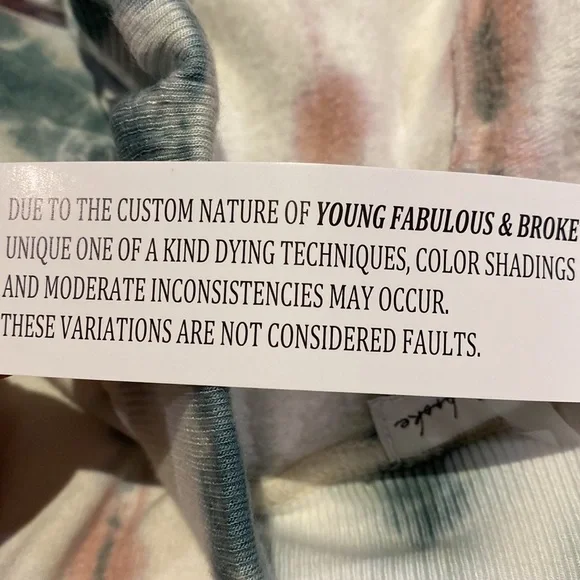 DUE TO THE CUSTOM NATURE OF YOUNG FABULOUS & BROKE
UNIQUE ONE OF A KIND DYING TECHNIQUES, COLOR SHADINGS
AND MODERATE INCONSISTENCIES MAY OCCUR.
THESE VARIATIONS ARE NOT CONSIDERED FAULTS.
broke